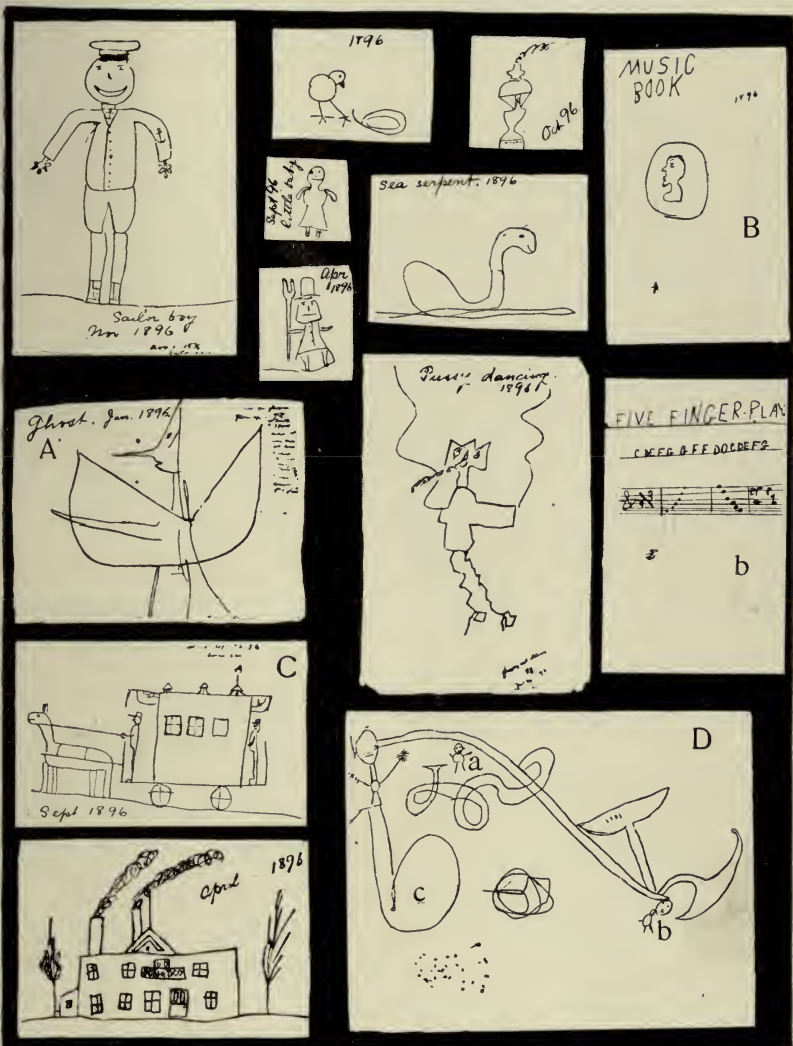 1896
Oct 96
MUSIC
BOOK
1896
B
Sept 96
little baby
Sea serpent. 1896
Apr
1896
Sailor boy
Nov 1896
Pussy dancing.
1896
Ghost. Jan. 1896
A
FIVE FINGER-PLAY
b
C
Sept 1896
D
a
c
b
April
1896